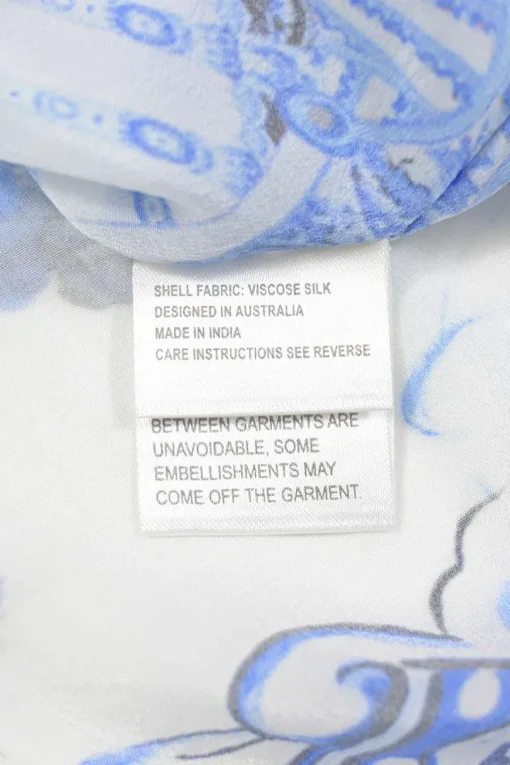 SHELL FABRIC: VISCOSE SILK
DESIGNED IN AUSTRALIA
MADE IN INDIA
CARE INSTRUCTIONS SEE REVERSE
BETWEEN GARMENTS ARE
UNAVOIDABLE, SOME
EMBELLISHMENTS MAY
COME OFF THE GARMENT.